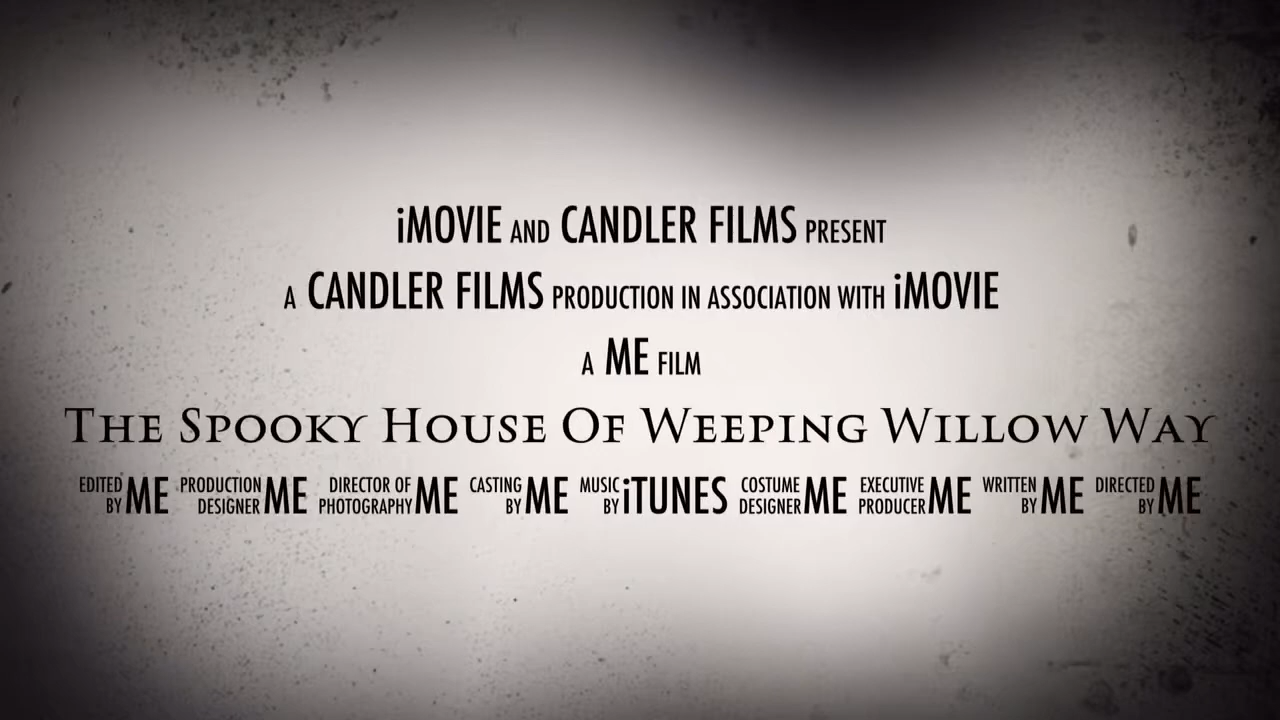 iMOVIE AND CANDLER FILMS PRESENT
A CANDLER FILMS PRODUCTION IN ASSOCIATION WITH iMOVIE
A ME FILM
THE SPOOKY HOUSE OF WEEPING WILLOW WAY
EDITED BY ME PRODUCTION DESIGNER ME DIRECTOR OF PHOTOGRAPHY ME CASTING BY ME MUSIC BY iTUNES COSTUME DESIGNER ME EXECUTIVE PRODUCER ME WRITTEN BY ME DIRECTED BY ME